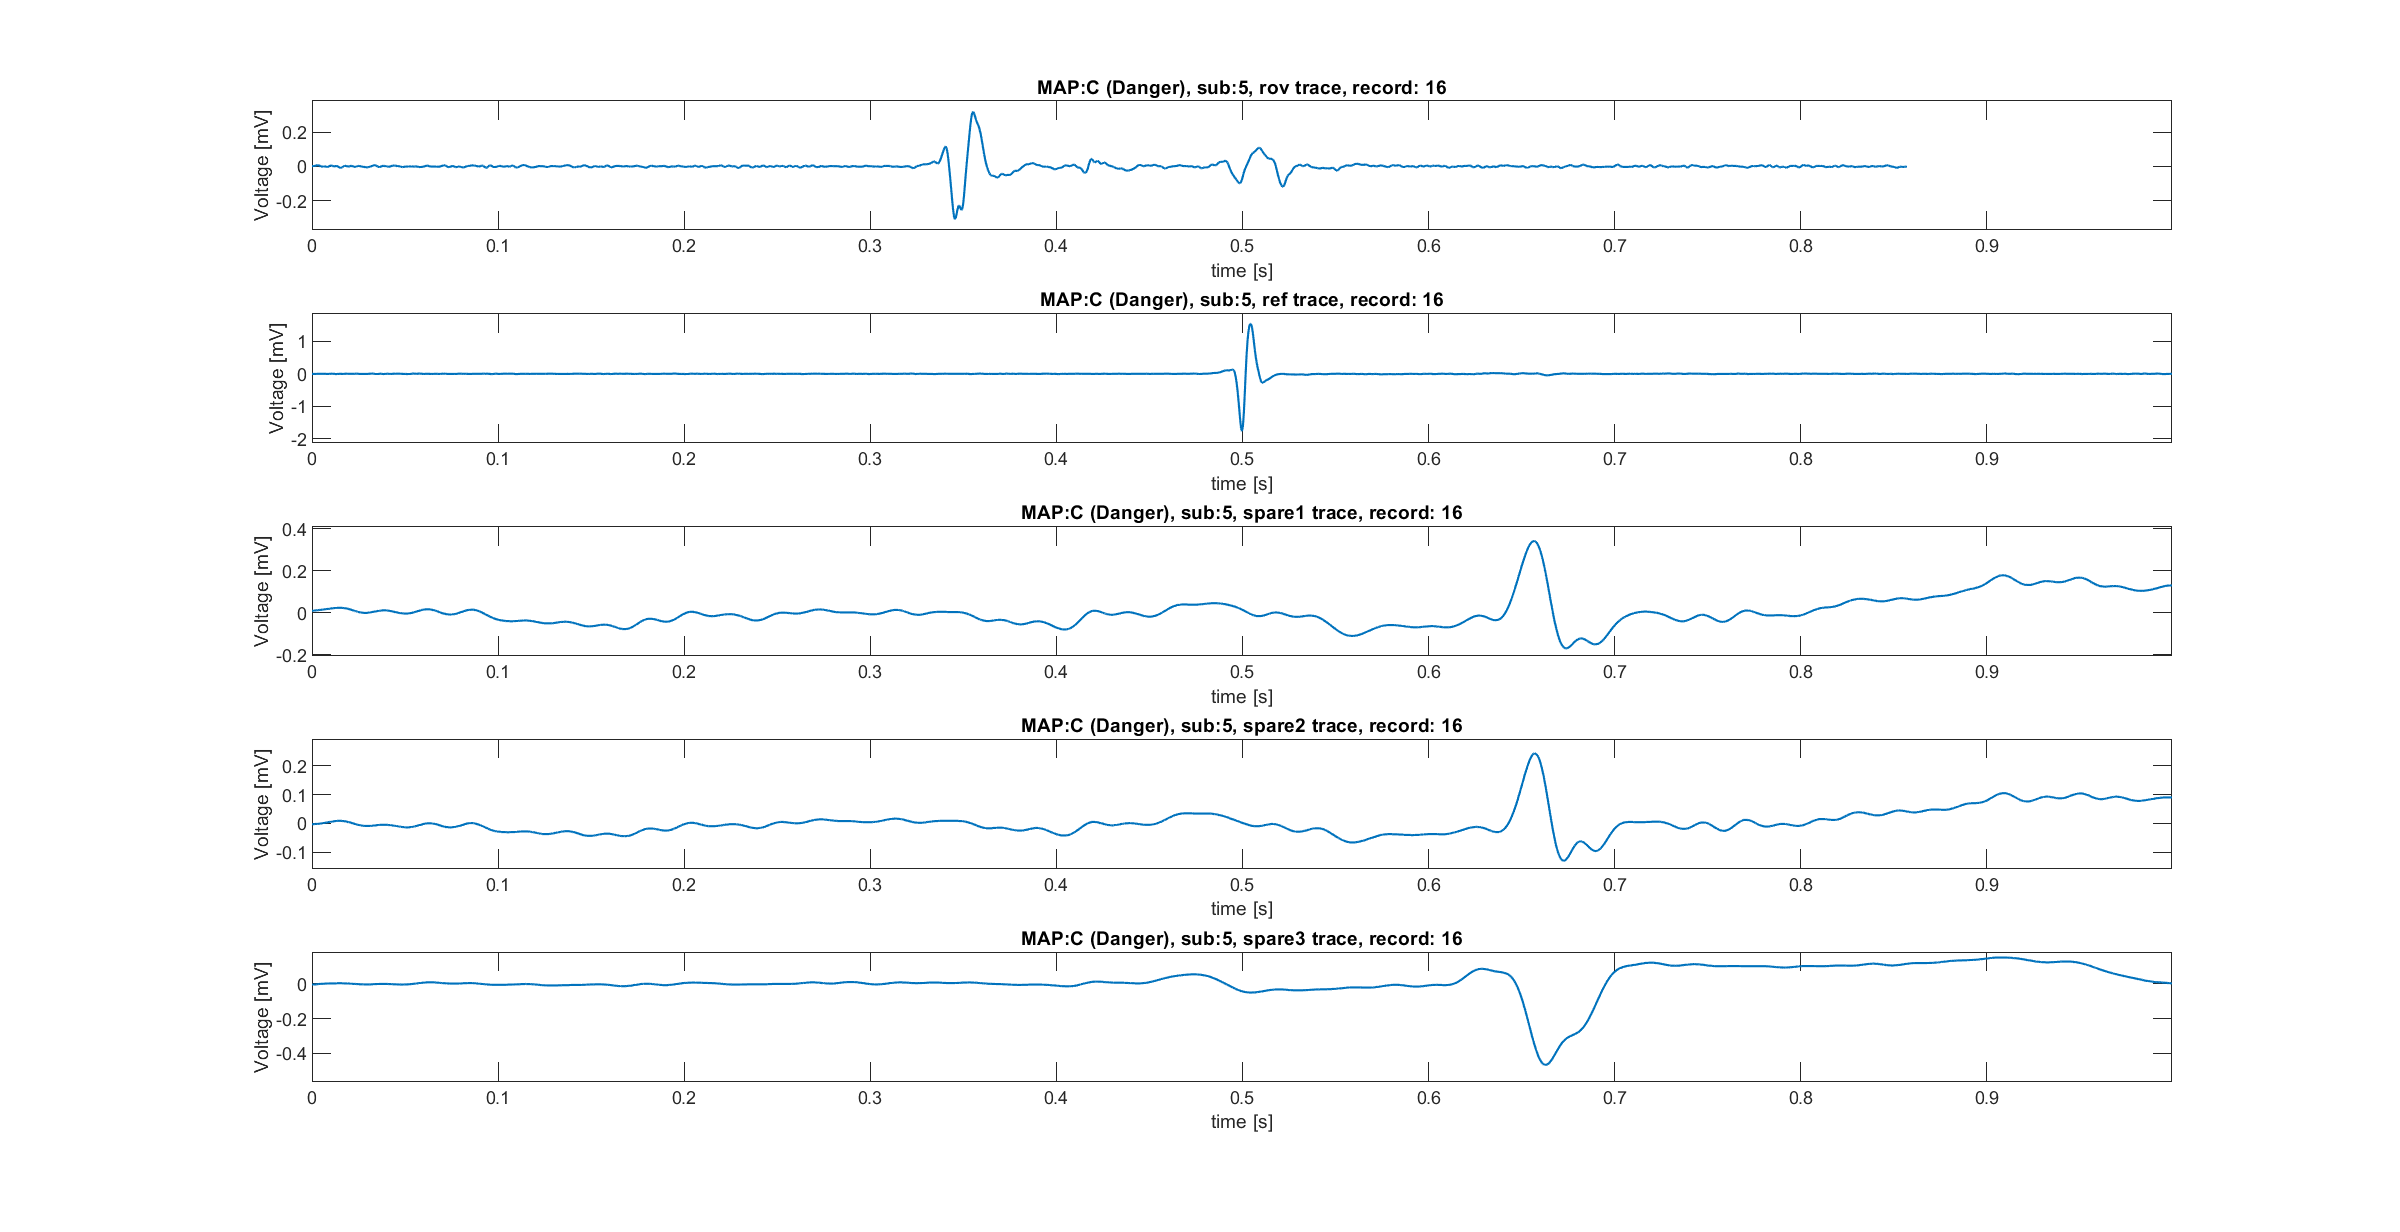 MAP:C (Danger), sub:5, rov trace, record: 16
Voltage [mV]
0.2
0
-0.2
0 0.1 0.2 0.3 0.4 0.5 0.6 0.7 0.8 0.9
time [s]
MAP:C (Danger), sub:5, ref trace, record: 16
Voltage [mV]
1
0
-1
-2
0 0.1 0.2 0.3 0.4 0.5 0.6 0.7 0.8 0.9
time [s]
MAP:C (Danger), sub:5, spare1 trace, record: 16
Voltage [mV]
0.4
0.2
0
-0.2
0 0.1 0.2 0.3 0.4 0.5 0.6 0.7 0.8 0.9
time [s]
MAP:C (Danger), sub:5, spare2 trace, record: 16
Voltage [mV]
0.2
0.1
0
-0.1
0 0.1 0.2 0.3 0.4 0.5 0.6 0.7 0.8 0.9
time [s]
MAP:C (Danger), sub:5, spare3 trace, record: 16
Voltage [mV]
0
-0.2
-0.4
0 0.1 0.2 0.3 0.4 0.5 0.6 0.7 0.8 0.9
time [s]